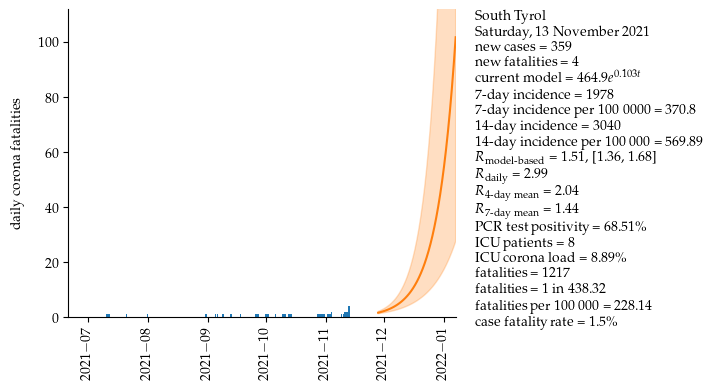 daily corona fatalities
100
80
60
40
20
0
2021−07
2021−08
2021−09
2021−10
2021−11
2021−12
2022−01
South Tyrol
Saturday, 13 November 2021
new cases = 359
new fatalities = 4
current model = 464.9e^0.103t
7-day incidence = 1978
7-day incidence per 100 0000 = 370.8
14-day incidence = 3040
14-day incidence per 100 000 = 569.89
R_model-based = 1.51, [1.36, 1.68]
R_daily = 2.99
R_4-day mean = 2.04
R_7-day mean = 1.44
PCR test positivity = 68.51%
ICU patients = 8
ICU corona load = 8.89%
fatalities = 1217
fatalities = 1 in 438.32
fatalities per 100 000 = 228.14
case fatality rate = 1.5%